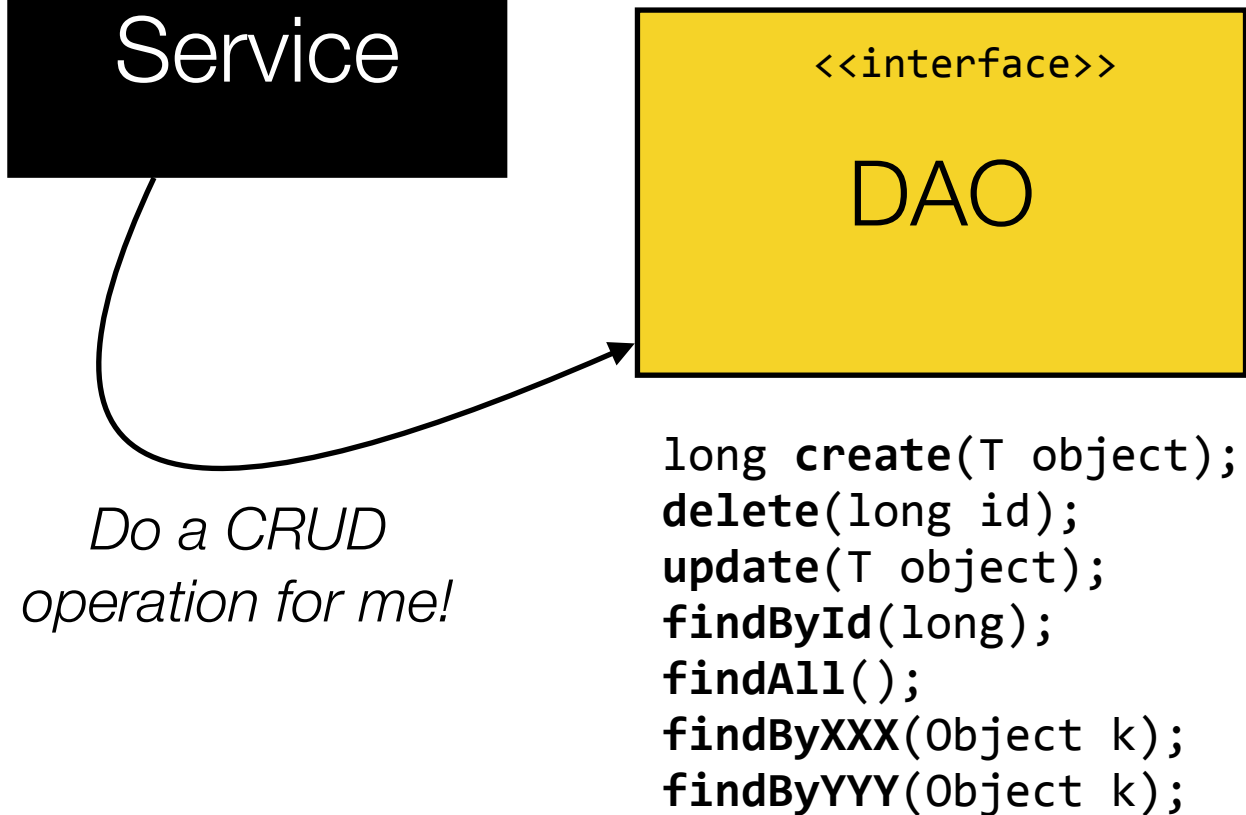 Service
<<interface>>
DAO
Do a CRUD
operation for me!
long create(T object);
delete(long id);
update(T object);
findById(long);
findAll();
findByXXX(Object k);
findByYYY(Object k);